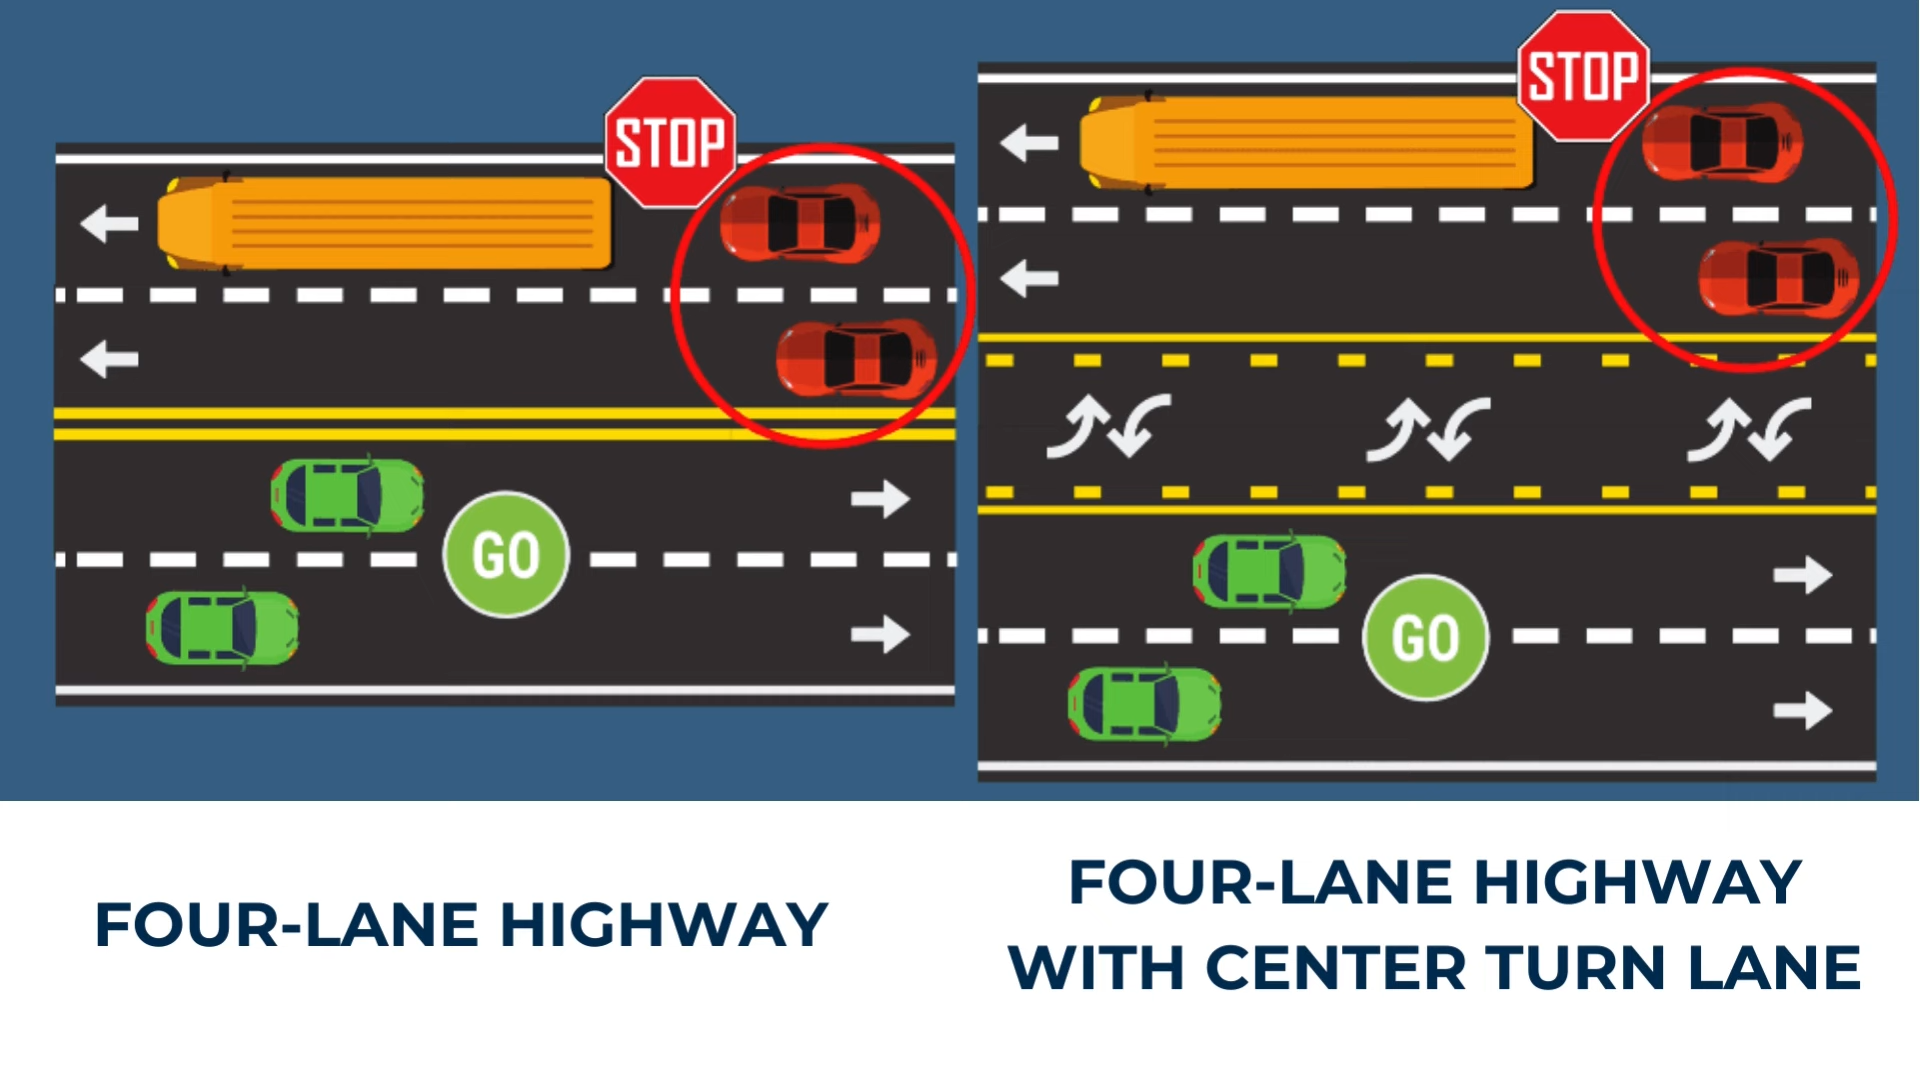 STOP
GO
STOP
GO
FOUR-LANE HIGHWAY
FOUR-LANE HIGHWAY
WITH CENTER TURN LANE